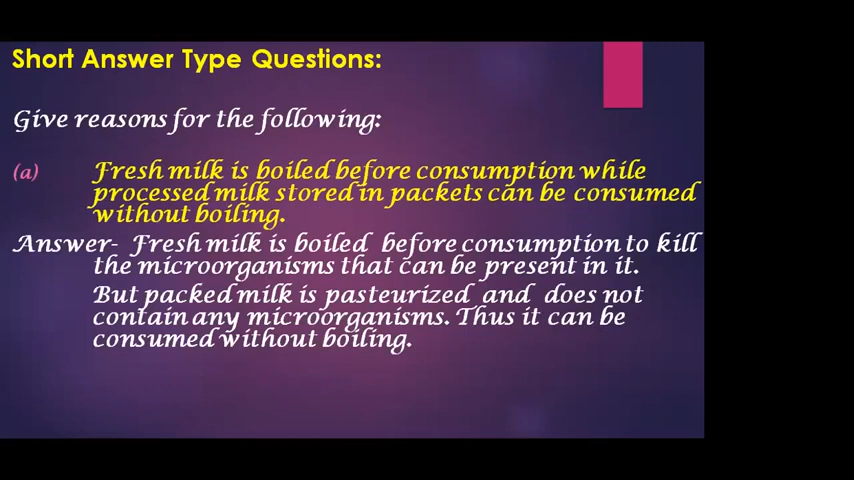 Short Answer Type Questions:
Give reasons for the following:
(a) Fresh milk is boiled before consumption while
processed milk stored in packets can be consumed
without boiling.
Answer- Fresh milk is boiled before consumption to kill
the microorganisms that can be present in it.
But packed milk is pasteurized and does not
contain any microorganisms. Thus it can be
consumed without boiling.